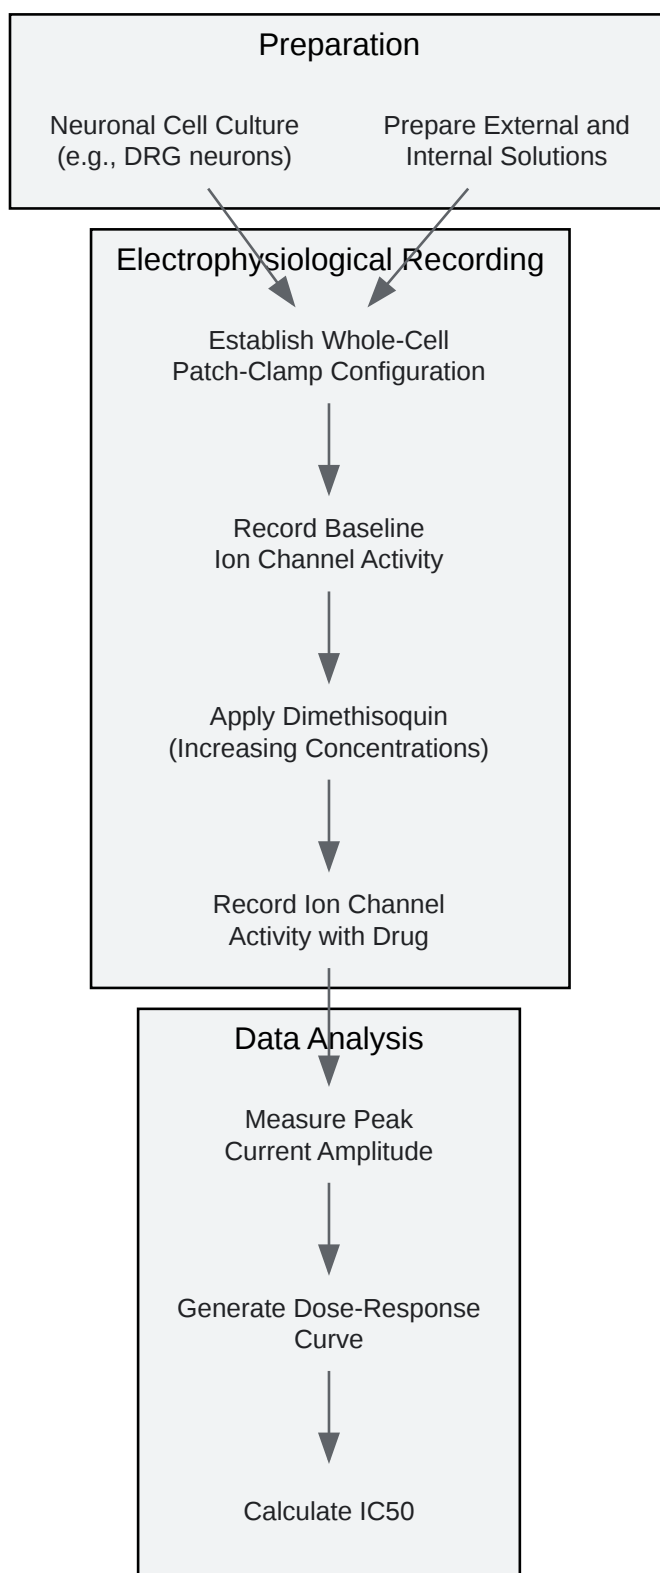 Preparation
Neuronal Cell Culture
(e.g., DRG neurons)
Prepare External and
Internal Solutions
Electrophysiological Recording
Establish Whole-Cell
Patch-Clamp Configuration
Record Baseline
Ion Channel Activity
Apply Dimethisoquin
(Increasing Concentrations)
Record Ion Channel
Activity with Drug
Data Analysis
Measure Peak
Current Amplitude
Generate Dose-Response
Curve
Calculate IC50